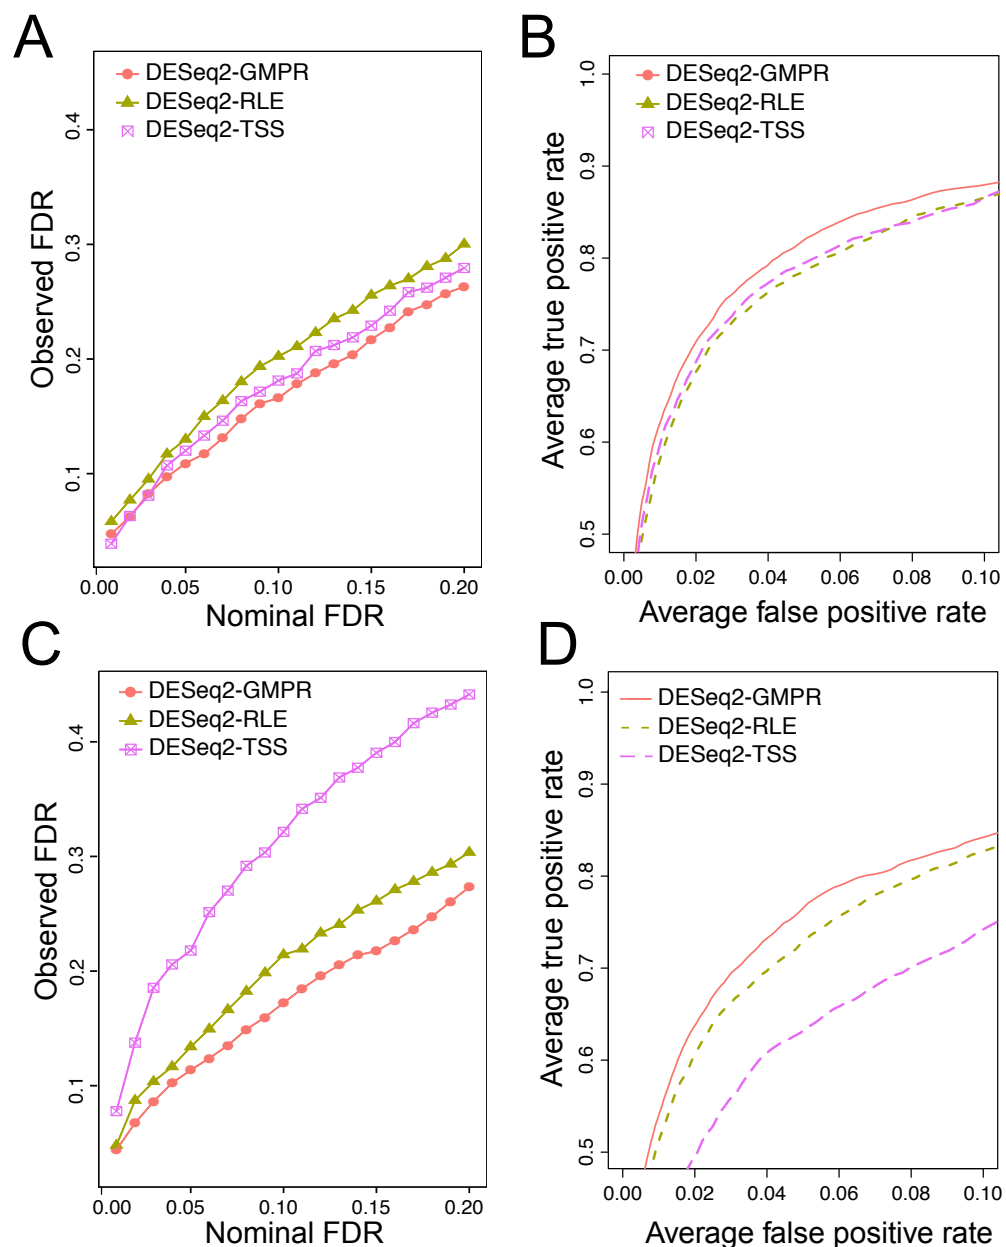 A
DESeq2-GMPR
DESeq2-RLE
DESeq2-TSS
Observed FDR
0.1 0.2 0.3 0.4
0.00 0.05 0.10 0.15 0.20
Nominal FDR
B
DESeq2-GMPR
DESeq2-RLE
DESeq2-TSS
Average true positive rate
0.5 0.6 0.7 0.8 0.9 1.0
0.00 0.02 0.04 0.06 0.08 0.10
Average false positive rate
C
DESeq2-GMPR
DESeq2-RLE
DESeq2-TSS
Observed FDR
0.1 0.2 0.3 0.4
0.00 0.05 0.10 0.15 0.20
Nominal FDR
D
DESeq2-GMPR
DESeq2-RLE
DESeq2-TSS
Average true positive rate
0.5 0.6 0.7 0.8 0.9 1.0
0.00 0.02 0.04 0.06 0.08 0.10
Average false positive rate